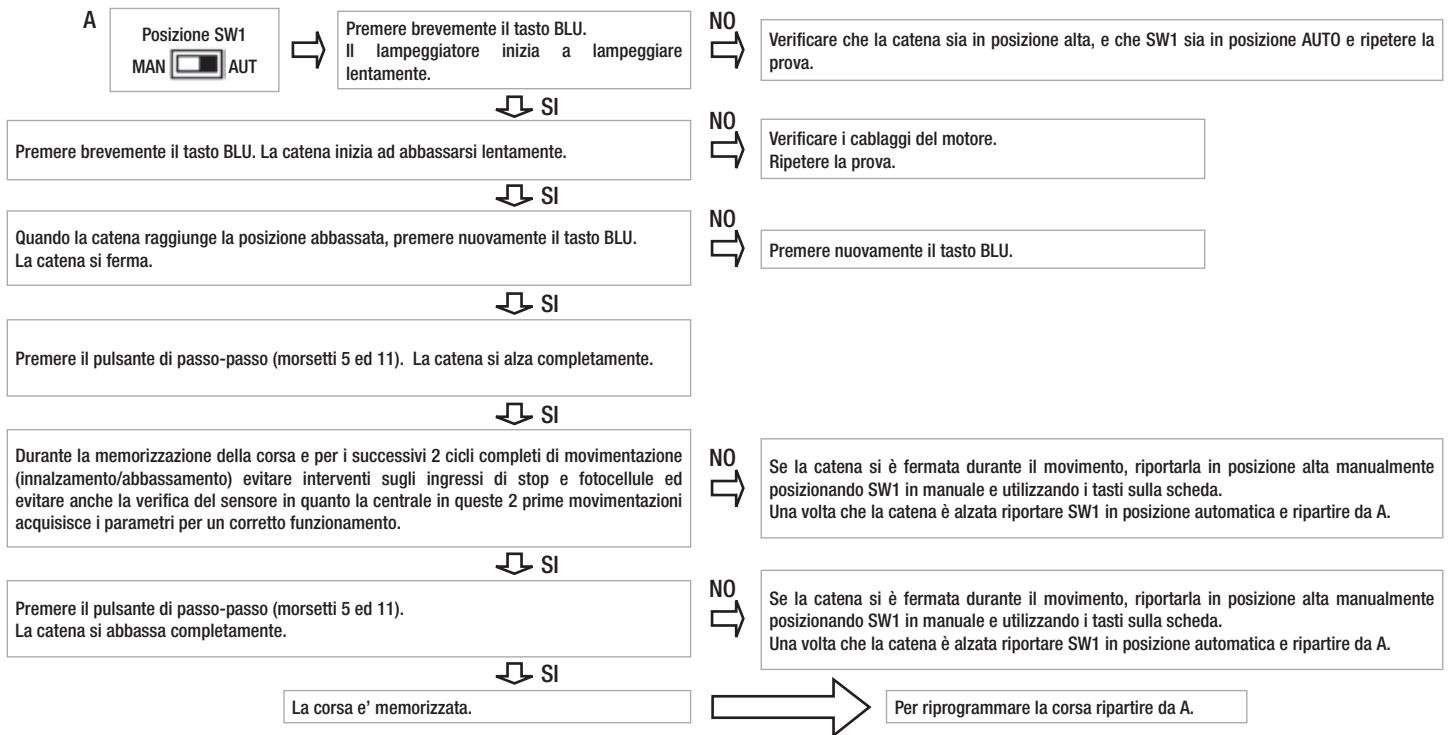 A
Posizione SW1
MAN AUT
Premere brevemente il tasto BLU.
Il lampeggiatore inizia a lampeggiare
lentamente.
NO
Verificare che la catena sia in posizione alta, e che SW1 sia in posizione AUTO e ripetere la
prova.
SI
Premere brevemente il tasto BLU. La catena inizia ad abbassarsi lentamente.
NO
Verificare i cablaggi del motore.
Ripetere la prova.
SI
Quando la catena raggiunge la posizione abbassata, premere nuovamente il tasto BLU.
La catena si ferma.
NO
Premere nuovamente il tasto BLU.
SI
Premere il pulsante di passo-passo (morsetti 5 ed 11). La catena si alza completamente.
SI
Durante la memorizzazione della corsa e per i successivi 2 cicli completi di movimentazione
(innalzamento/abbassamento) evitare interventi sugli ingressi di stop e fotocellule ed
evitare anche la verifica del sensore in quanto la centrale in queste 2 prime movimentazioni
acquisisce i parametri per un corretto funzionamento.
NO
Se la catena si è fermata durante il movimento, riportarla in posizione alta manualmente
posizionando SW1 in manuale e utilizzando i tasti sulla scheda.
Una volta che la catena è alzata riportare SW1 in posizione automatica e ripartire da A.
SI
Premere il pulsante di passo-passo (morsetti 5 ed 11).
La catena si abbassa completamente.
NO
Se la catena si è fermata durante il movimento, riportarla in posizione alta manualmente
posizionando SW1 in manuale e utilizzando i tasti sulla scheda.
Una volta che la catena è alzata riportare SW1 in posizione automatica e ripartire da A.
SI
La corsa e' memorizzata.
Per riprogrammare la corsa ripartire da A.